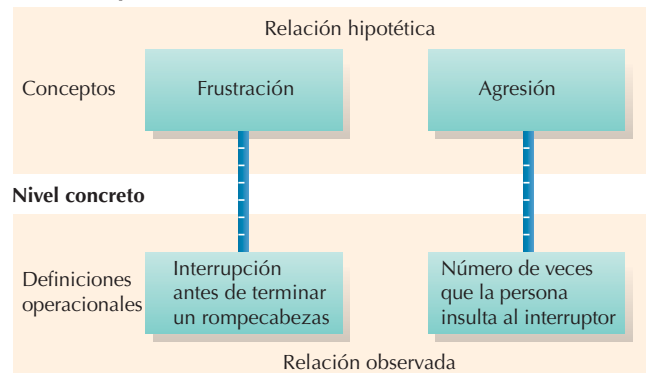 Relación hipotética
Conceptos
Frustración
Agresión
Nivel concreto
Definiciones
operacionales
Interrupción
antes de terminar
un rompecabezas
Número de veces
que la persona
insulta al interruptor
Relación observada